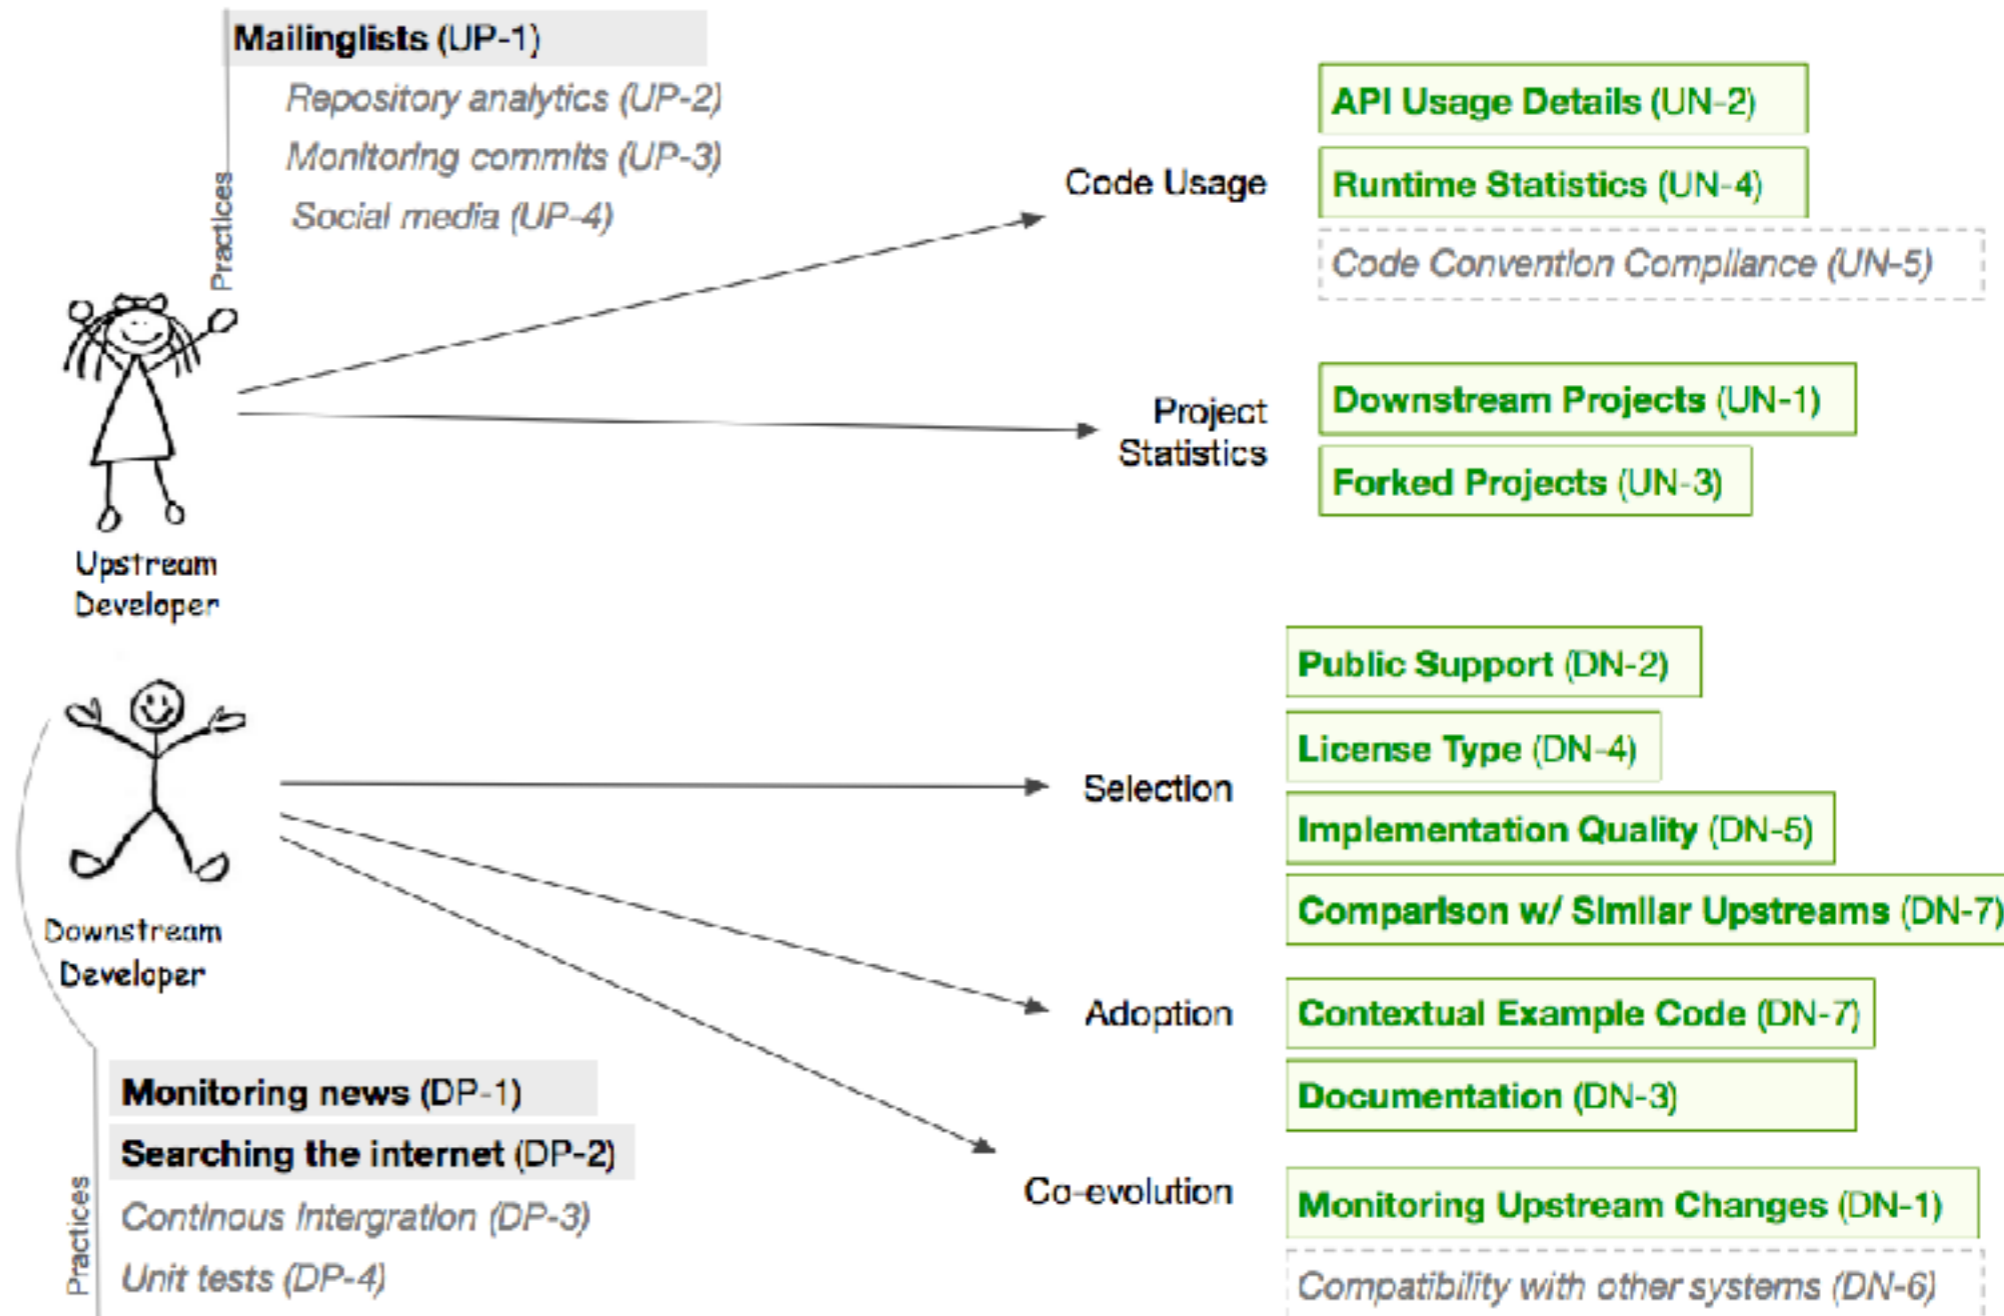 Mailinglists (UP-1)
Repository analytics (UP-2)
Monitoring commits (UP-3)
Social media (UP-4)
Practices
Upstream
Developer
Code Usage
API Usage Details (UN-2)
Runtime Statistics (UN-4)
Code Convention Compliance (UN-5)
Project
Statistics
Downstream Projects (UN-1)
Forked Projects (UN-3)
Downstream
Developer
Selection
Public Support (DN-2)
License Type (DN-4)
Implementation Quality (DN-5)
Comparison w/ Similar Upstreams (DN-7)
Adoption
Contextual Example Code (DN-7)
Documentation (DN-3)
Co-evolution
Monitoring Upstream Changes (DN-1)
Compatibility with other systems (DN-6)
Practices
Monitoring news (DP-1)
Searching the internet (DP-2)
Continous intergration (DP-3)
Unit tests (DP-4)